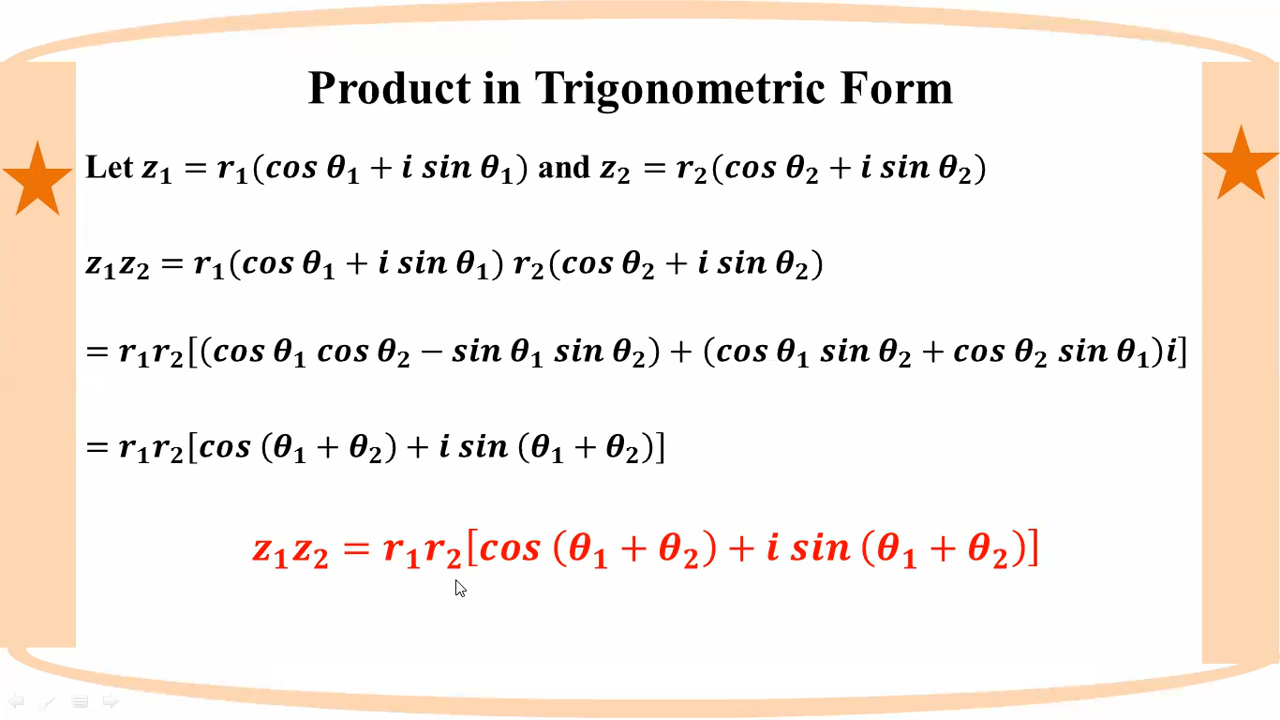 Product in Trigonometric Form
Let z₁ = r₁(cos θ₁ + i sin θ₁) and z₂ = r₂(cos θ₂ + i sin θ₂)
z₁z₂ = r₁(cos θ₁ + i sin θ₁) r₂(cos θ₂ + i sin θ₂)
= r₁r₂[(cos θ₁ cos θ₂ − sin θ₁ sin θ₂) + (cos θ₁ sin θ₂ + cos θ₂ sin θ₁)i]
= r₁r₂[cos (θ₁ + θ₂) + i sin (θ₁ + θ₂)]
z₁z₂ = r₁r₂[cos (θ₁ + θ₂) + i sin (θ₁ + θ₂)]